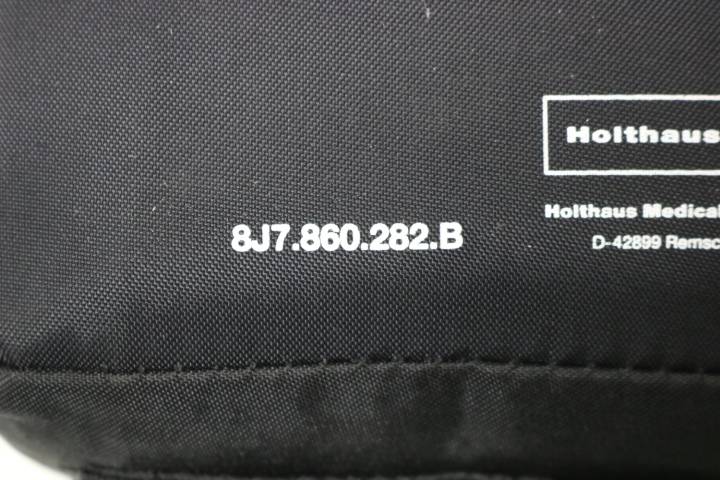 Holthaus
Holthaus Medical
8J7.860.282.B
D-42899 Remsc